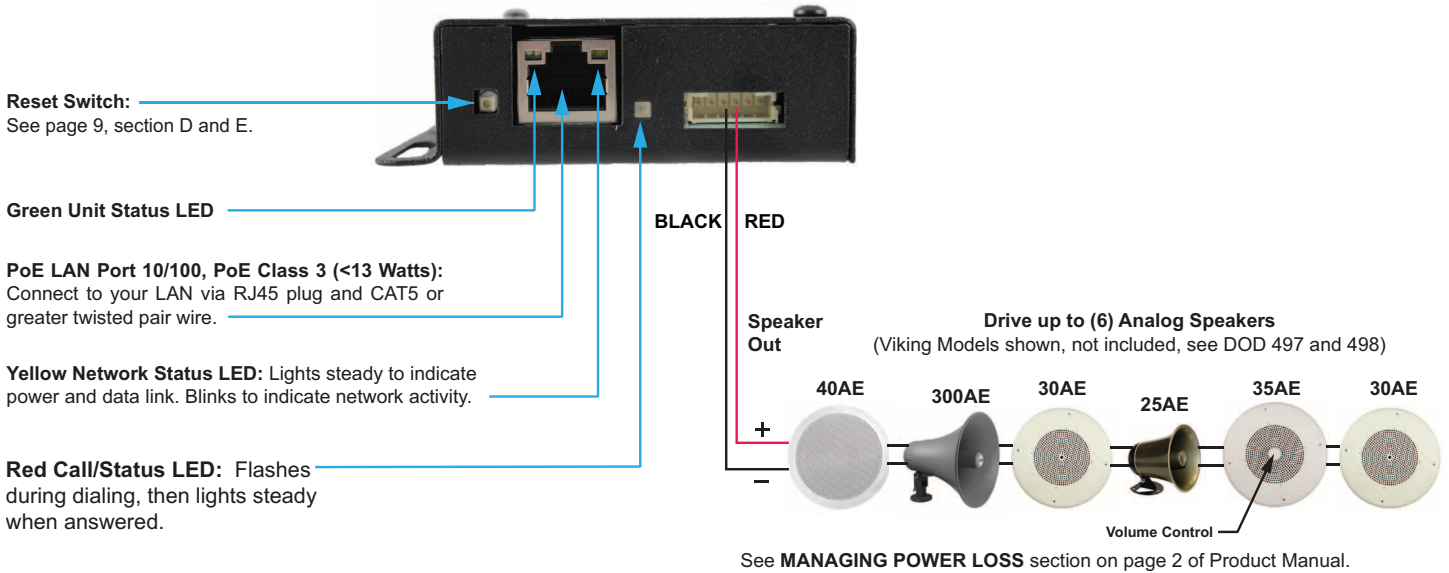 Reset Switch:
See page 9, section D and E.
Green Unit Status LED
PoE LAN Port 10/100, PoE Class 3 (<13 Watts):
Connect to your LAN via RJ45 plug and CAT5 or
greater twisted pair wire.
Yellow Network Status LED: Lights steady to indicate
power and data link. Blinks to indicate network activity.
Red Call/Status LED: Flashes
during dialing, then lights steady
when answered.
BLACK
RED
Speaker
Out
+
–
Drive up to (6) Analog Speakers
(Viking Models shown, not included, see DOD 497 and 498)
40AE
300AE
30AE
25AE
35AE
30AE
Volume Control
See MANAGING POWER LOSS section on page 2 of Product Manual.